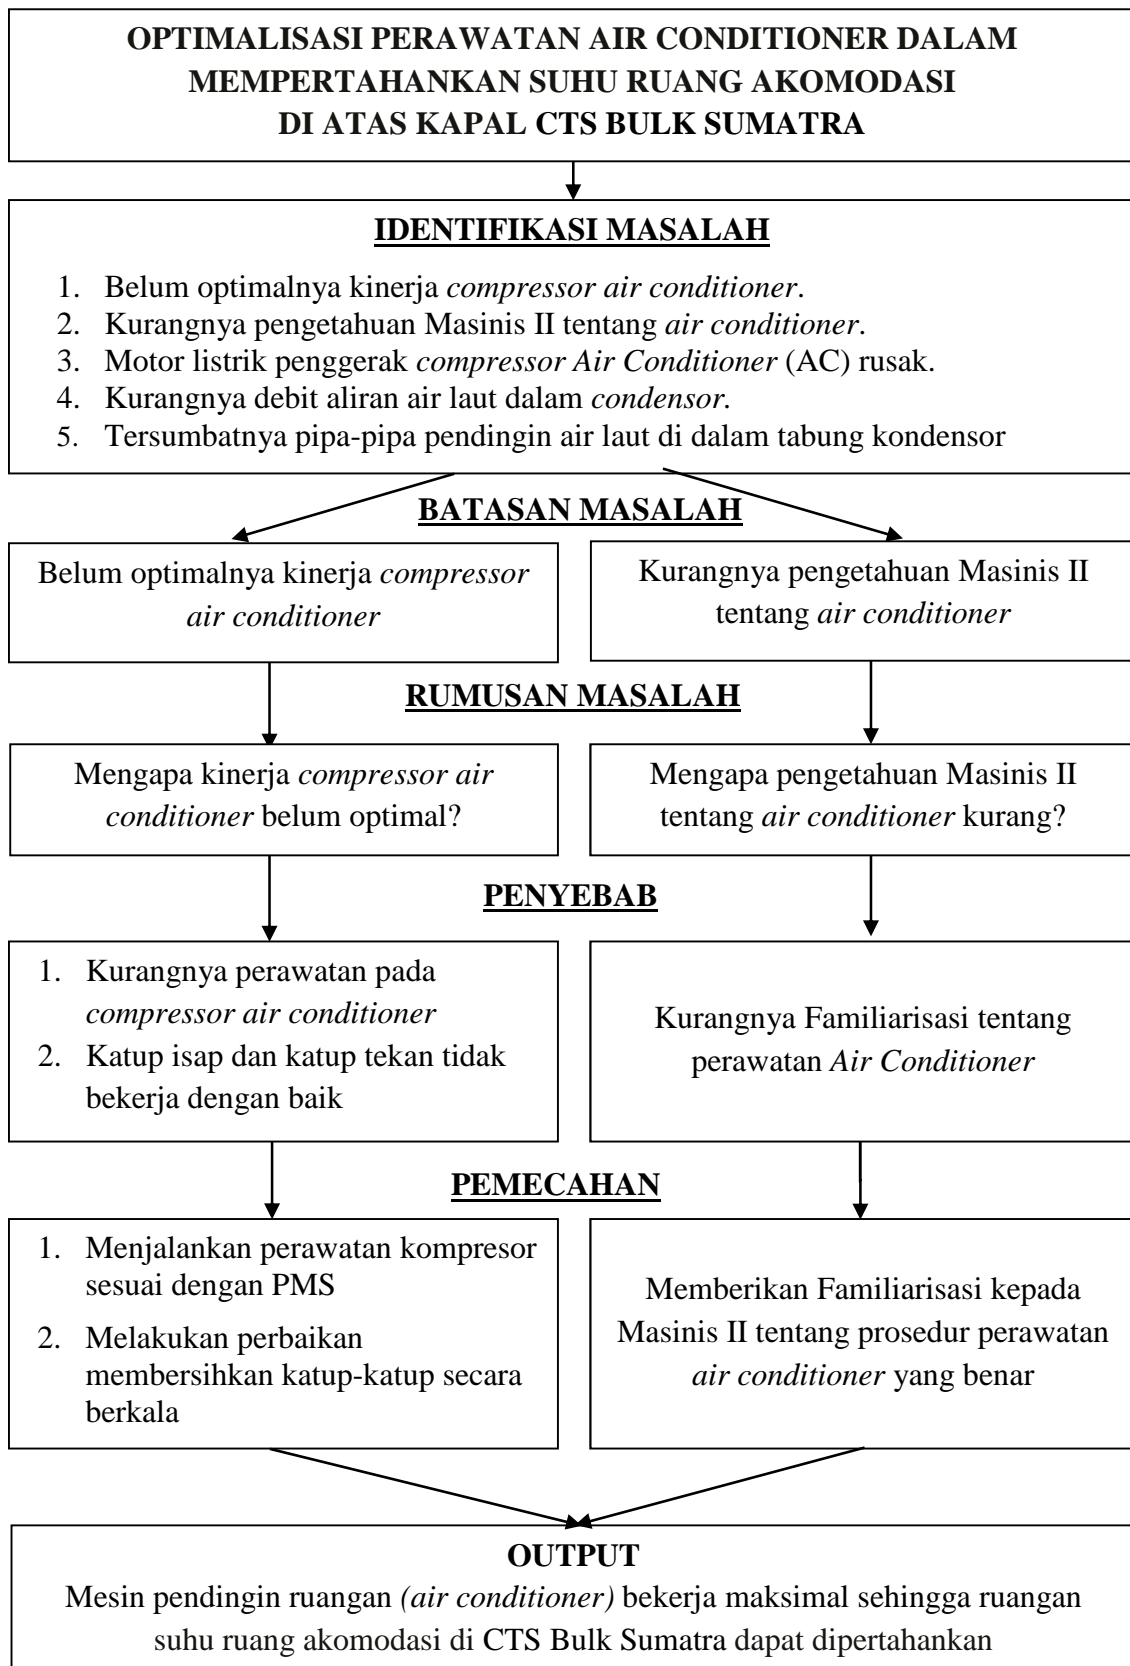 OPTIMALISASI PERAWATAN AIR CONDITIONER DALAM
MEMPERTAHANKAN SUHU RUANG AKOMODASI
DI ATAS KAPAL CTS BULK SUMATRA
IDENTIFIKASI MASALAH
1. Belum optimalnya kinerja compressor air conditioner.
2. Kurangnya pengetahuan Masinis II tentang air conditioner.
3. Motor listrik penggerak compressor Air Conditioner (AC) rusak.
4. Kurangnya debit aliran air laut dalam condensor.
5. Tersumbatnya pipa-pipa pendingin air laut di dalam tabung kondensor
BATASAN MASALAH
Belum optimalnya kinerja compressor
air conditioner
Kurangnya pengetahuan Masinis II
tentang air conditioner
RUMUSAN MASALAH
Mengapa kinerja compressor air
conditioner belum optimal?
Mengapa pengetahuan Masinis II
tentang air conditioner kurang?
PENYEBAB
1. Kurangnya perawatan pada
compressor air conditioner
2. Katup isap dan katup tekan tidak
bekerja dengan baik
Kurangnya Familiarisasi tentang
perawatan Air Conditioner
PEMECAHAN
1. Menjalankan perawatan kompresor
sesuai dengan PMS
2. Melakukan perbaikan
membersihkan katup-katup secara
berkala
Memberikan Familiarisasi kepada
Masinis II tentang prosedur perawatan
air conditioner yang benar
OUTPUT
Mesin pendingin ruangan (air conditioner) bekerja maksimal sehingga ruangan
suhu ruang akomodasi di CTS Bulk Sumatra dapat dipertahankan